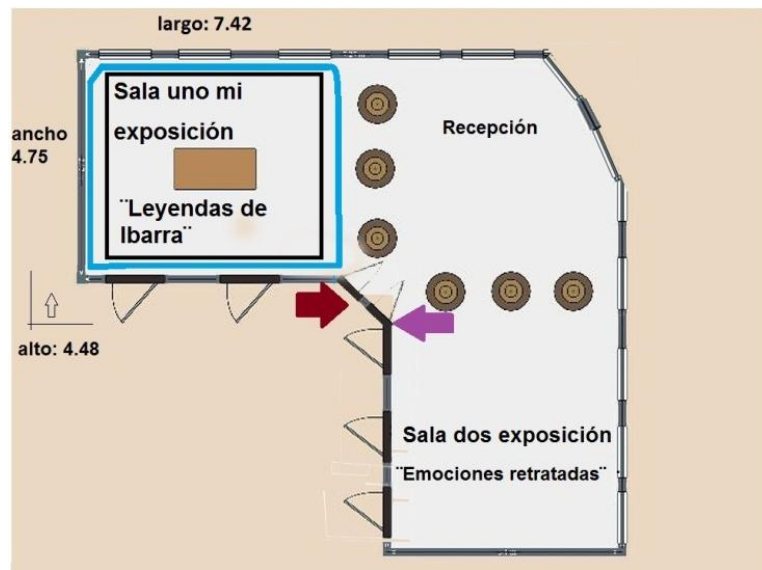 largo: 7.42
Sala uno mi
exposición
ancho
4.75
Recepción
¨Leyendas de
Ibarra¨
alto: 4.48
Sala dos exposición
¨Emociones retratadas¨